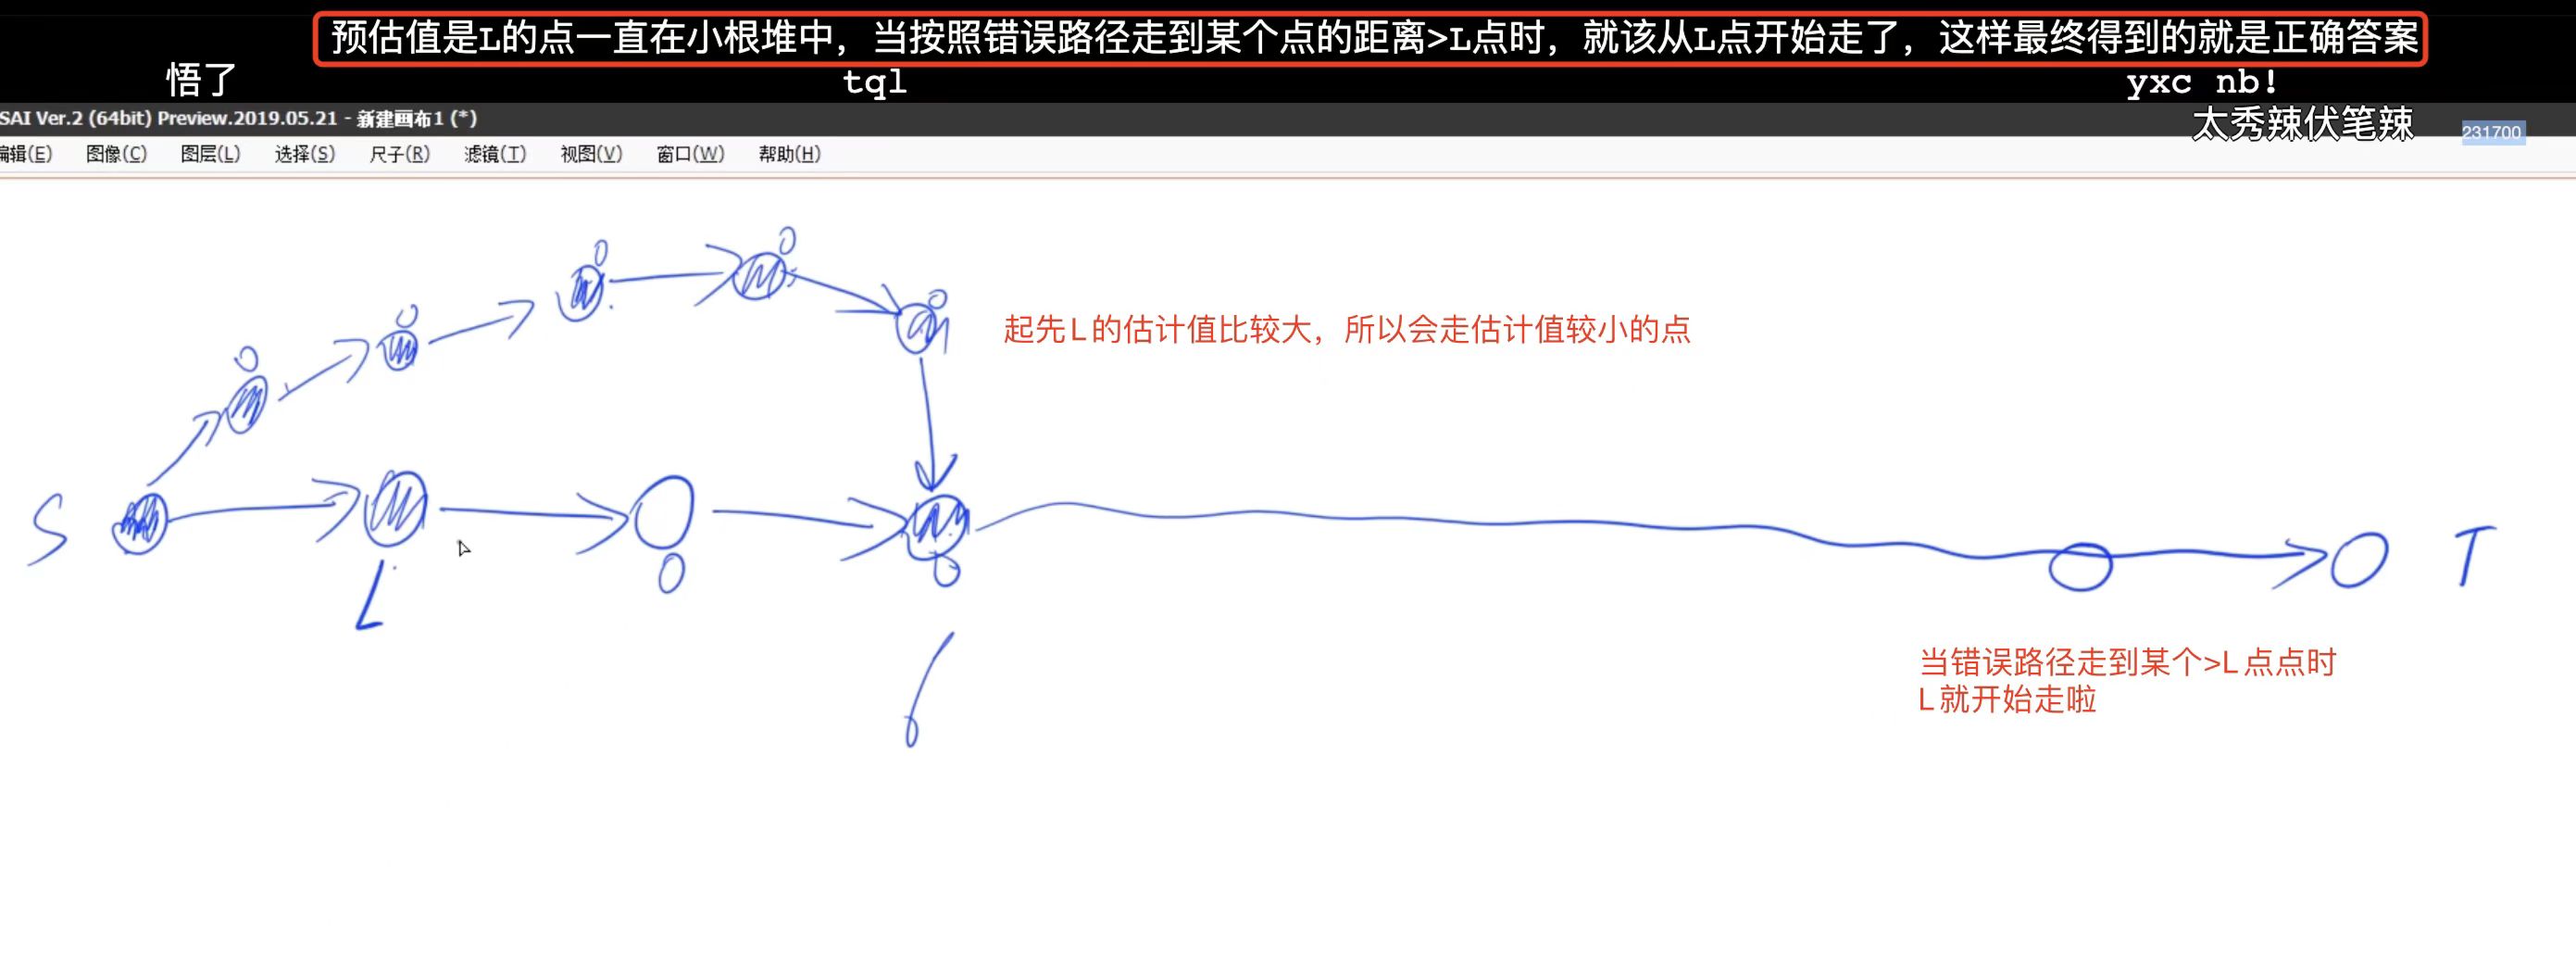 预估值是L的点一直在小根堆中，当按照错误路径走到某个点的距离>L点时，就该从L点开始走了，这样最终得到的就是正确答案
悟了 tql yxc nb!
SAI Ver.2 (64bit) Preview.2019.05.21 - 新建画布1 (*)
太秀辣伏笔辣 231700
编辑(E) 图像(C) 图层(L) 选择(S) 尺子(R) 滤镜(T) 视图(V) 窗口(W) 帮助(H)
0 0
0 0 0
起先L的估计值比较大，所以会走估计值较小的点
S T
0 0
L
当错误路径走到某个>L点点时
L就开始走啦